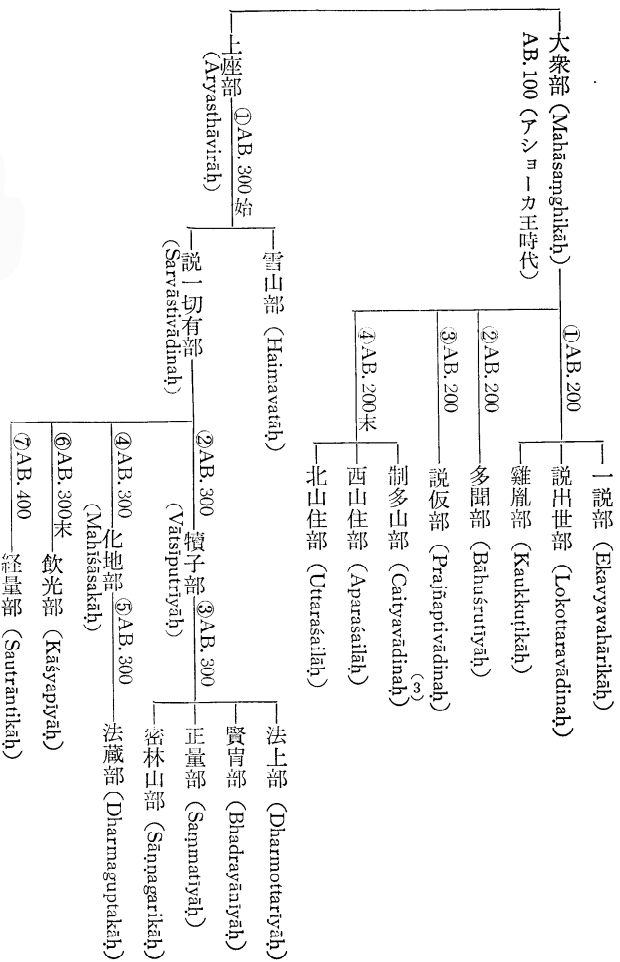 大衆部 (Mahāsaṃghikāḥ)
AB. 100 (アショーカ王時代)
①AB. 200
一説部 (Ekavyavahārikāḥ)
説出世部 (Lokottaravādinaḥ)
雞胤部 (Kaukkuṭikāḥ)
②AB. 200
多聞部 (Bāhuśrutīyāḥ)
③AB. 200
説仮部 (Prajñaptivādinaḥ)
(3)
④AB. 200末
制多山部 (Caityavādinaḥ)
西山住部 (Aparaśailāḥ)
北山住部 (Uttaraśailāḥ)
上座部
(Āryasthāvirāḥ)
①AB. 300始
雪山部 (Haimavatāḥ)
説一切有部
(Sarvāstivādinaḥ)
②AB. 300
犢子部
(Vātsīputrīyāḥ)
③AB. 300
法上部 (Dharmottarīyāḥ)
賢冑部 (Bhadrayānīyāḥ)
正量部 (Saṃmatīyāḥ)
密林山部 (Sāṇṇagarikāḥ)
④AB. 300
化地部
(Mahīśāsakāḥ)
⑤AB. 300
法蔵部 (Dharmaguptakāḥ)
⑥AB. 300末
飲光部 (Kāśyapīyāḥ)
⑦AB. 400
経量部 (Sautrāntikāḥ)